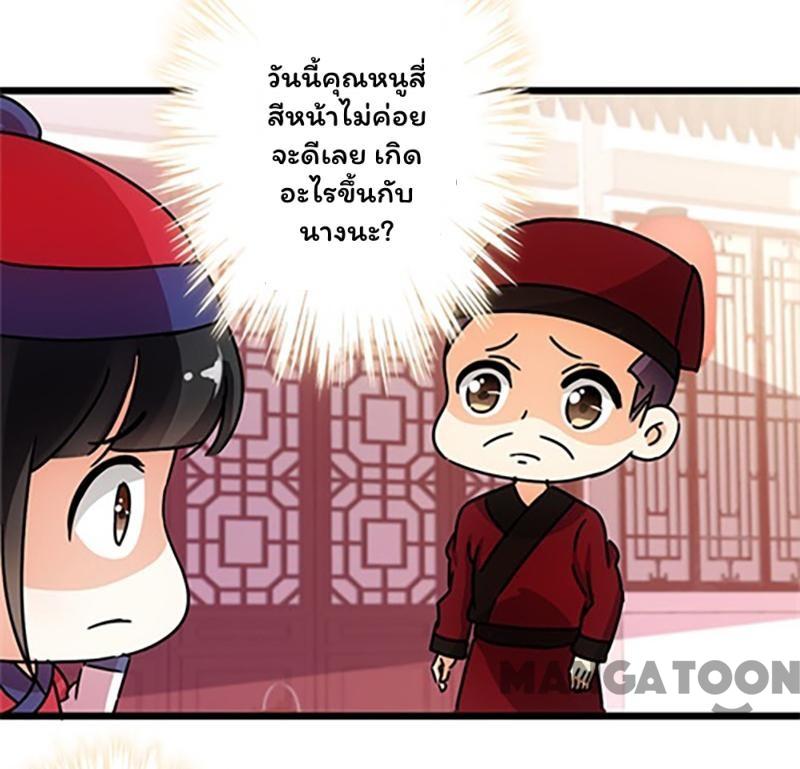 วันนี้คุณหนูสี่
สีหน้าไม่ค่อย
จะดีเลย เกิด
อะไรขึ้นกับ
นางนะ?
MANGATOON